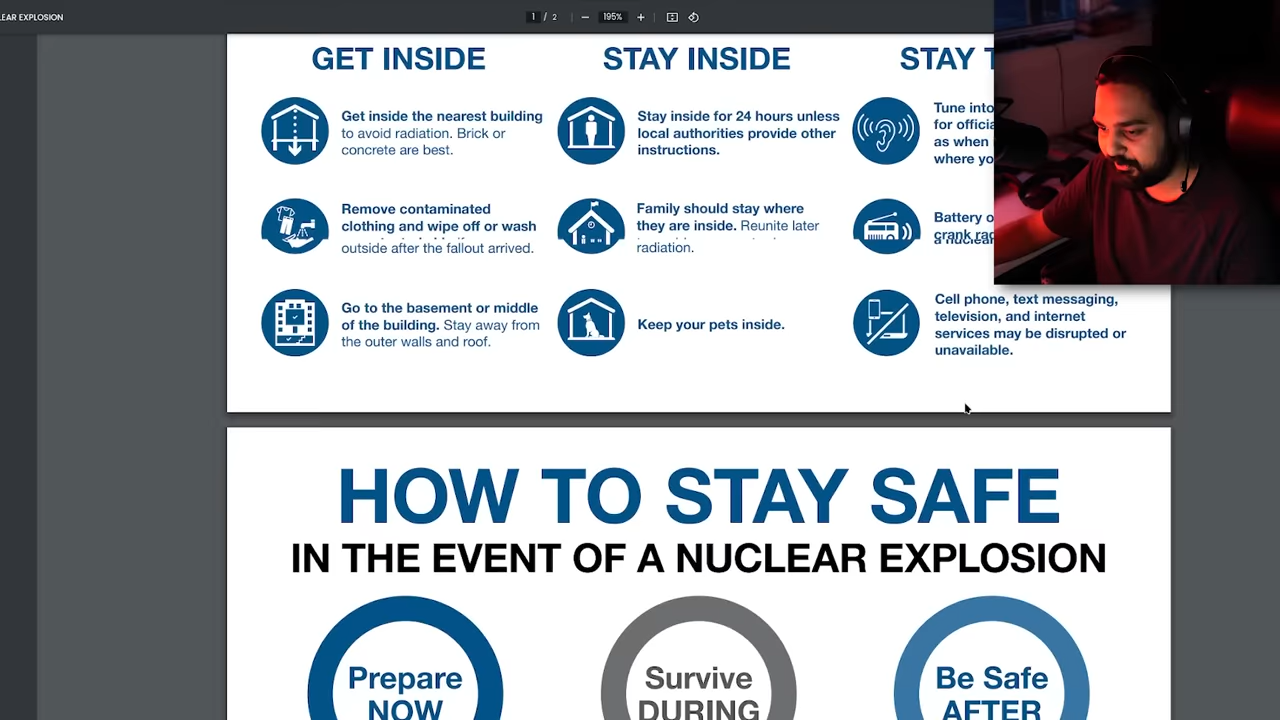 LEAR EXPLOSION
1 / 2
195%
GET INSIDE
Get inside the nearest building
to avoid radiation. Brick or
concrete are best.
Remove contaminated
clothing and wipe off or wash
outside after the fallout arrived.
Go to the basement or middle
of the building. Stay away from
the outer walls and roof.
STAY INSIDE
Stay inside for 24 hours unless
local authorities provide other
instructions.
Family should stay where
they are inside. Reunite later
radiation.
Keep your pets inside.
STAY T
Tune into
for officia
as when
where yo
Battery o
crank rad
a nuclear
Cell phone, text messaging,
television, and internet
services may be disrupted or
unavailable.
HOW TO STAY SAFE
IN THE EVENT OF A NUCLEAR EXPLOSION
Prepare
NOW
Survive
DURING
Be Safe
AFTER